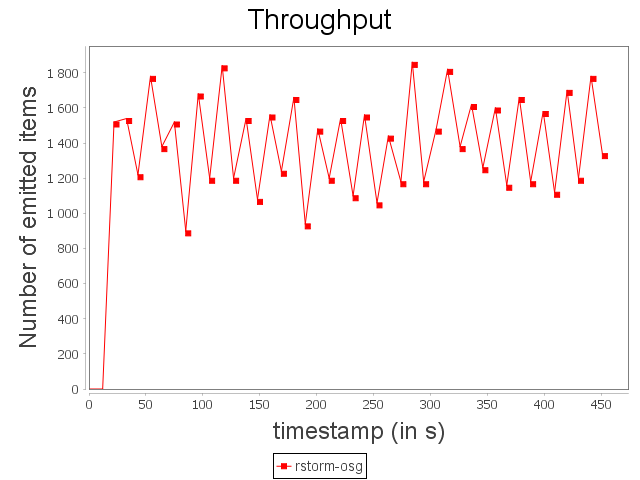 Throughput
Number of emitted items
1 800
1 600
1 400
1 200
1 000
800
600
400
200
0
0 50 100 150 200 250 300 350 400 450
timestamp (in s)
rstorm-osg